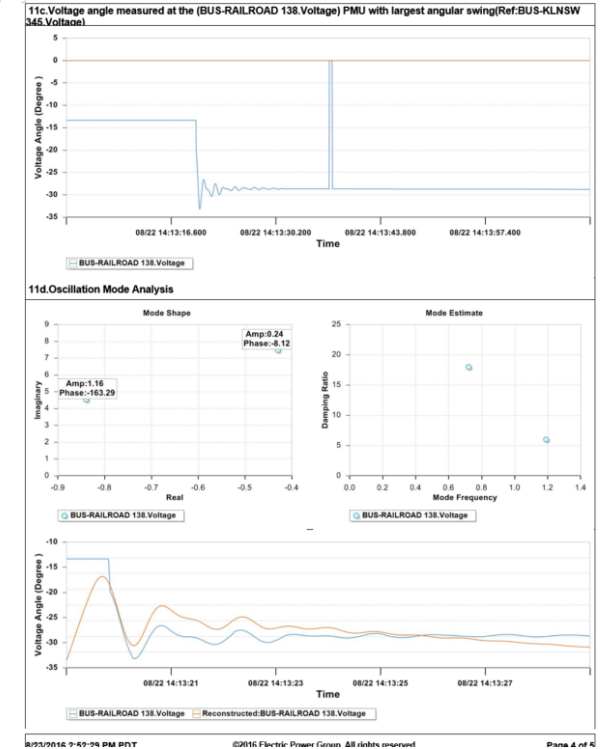 11c.Voltage angle measured at the (BUS-RAILROAD 138.Voltage) PMU with largest angular swing(Ref:BUS-KLNSW
345.Voltage)
Voltage Angle (Degree )
5
0
-5
-10
-15
-20
-25
-30
-35
08/22 14:13:16.600
08/22 14:13:30.200
08/22 14:13:43.800
08/22 14:13:57.400
Time
BUS-RAILROAD 138.Voltage
11d.Oscillation Mode Analysis
Mode Shape
Imaginary
9
8
7
6
5
4
3
2
1
0
Amp:0.24
Phase:-8.12
Amp:1.16
Phase:-163.29
-0.9
-0.8
-0.7
-0.6
-0.5
-0.4
Real
BUS-RAILROAD 138.Voltage
Mode Estimate
Damping Ratio
25
20
15
10
5
0
0.0
0.2
0.4
0.6
0.8
1.0
1.2
1.4
Mode Frequency
BUS-RAILROAD 138.Voltage
Voltage Angle (Degree )
-10
-15
-20
-25
-30
-35
08/22 14:13:21
08/22 14:13:23
08/22 14:13:25
08/22 14:13:27
Time
BUS-RAILROAD 138.Voltage
Reconstructed:BUS-RAILROAD 138.Voltage
8/23/2016 2:52:29 PM PDT
©2016 Electric Power Group. All rights reserved
Page 4 of 5